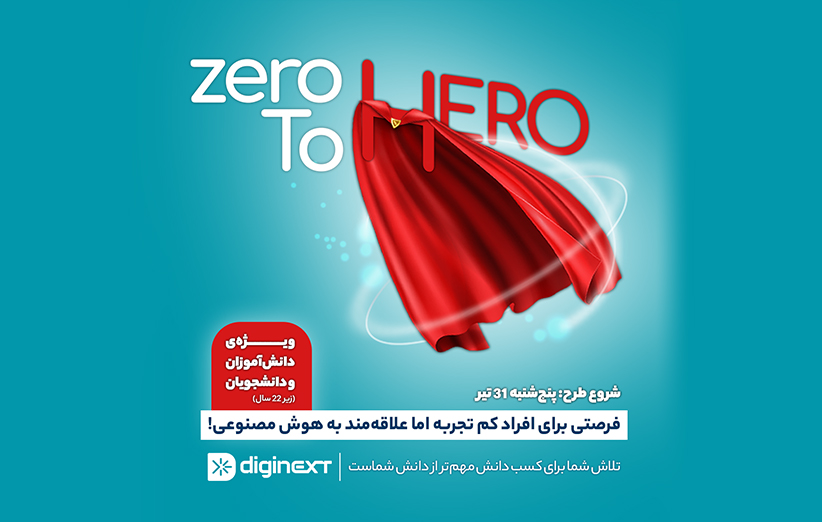 zero
To HERO
ویــــژه‌ی
دانش‌آموزان
و دانشجویان
(زیر 22 سال)
شروع طرح: پنج‌شنبه 31 تیر
فرصتی برای افراد کم تجربه اما علاقه‌مند به هوش مصنوعی!
تلاش شما برای کسب دانش مهم‌تر از دانش شماست
diginext